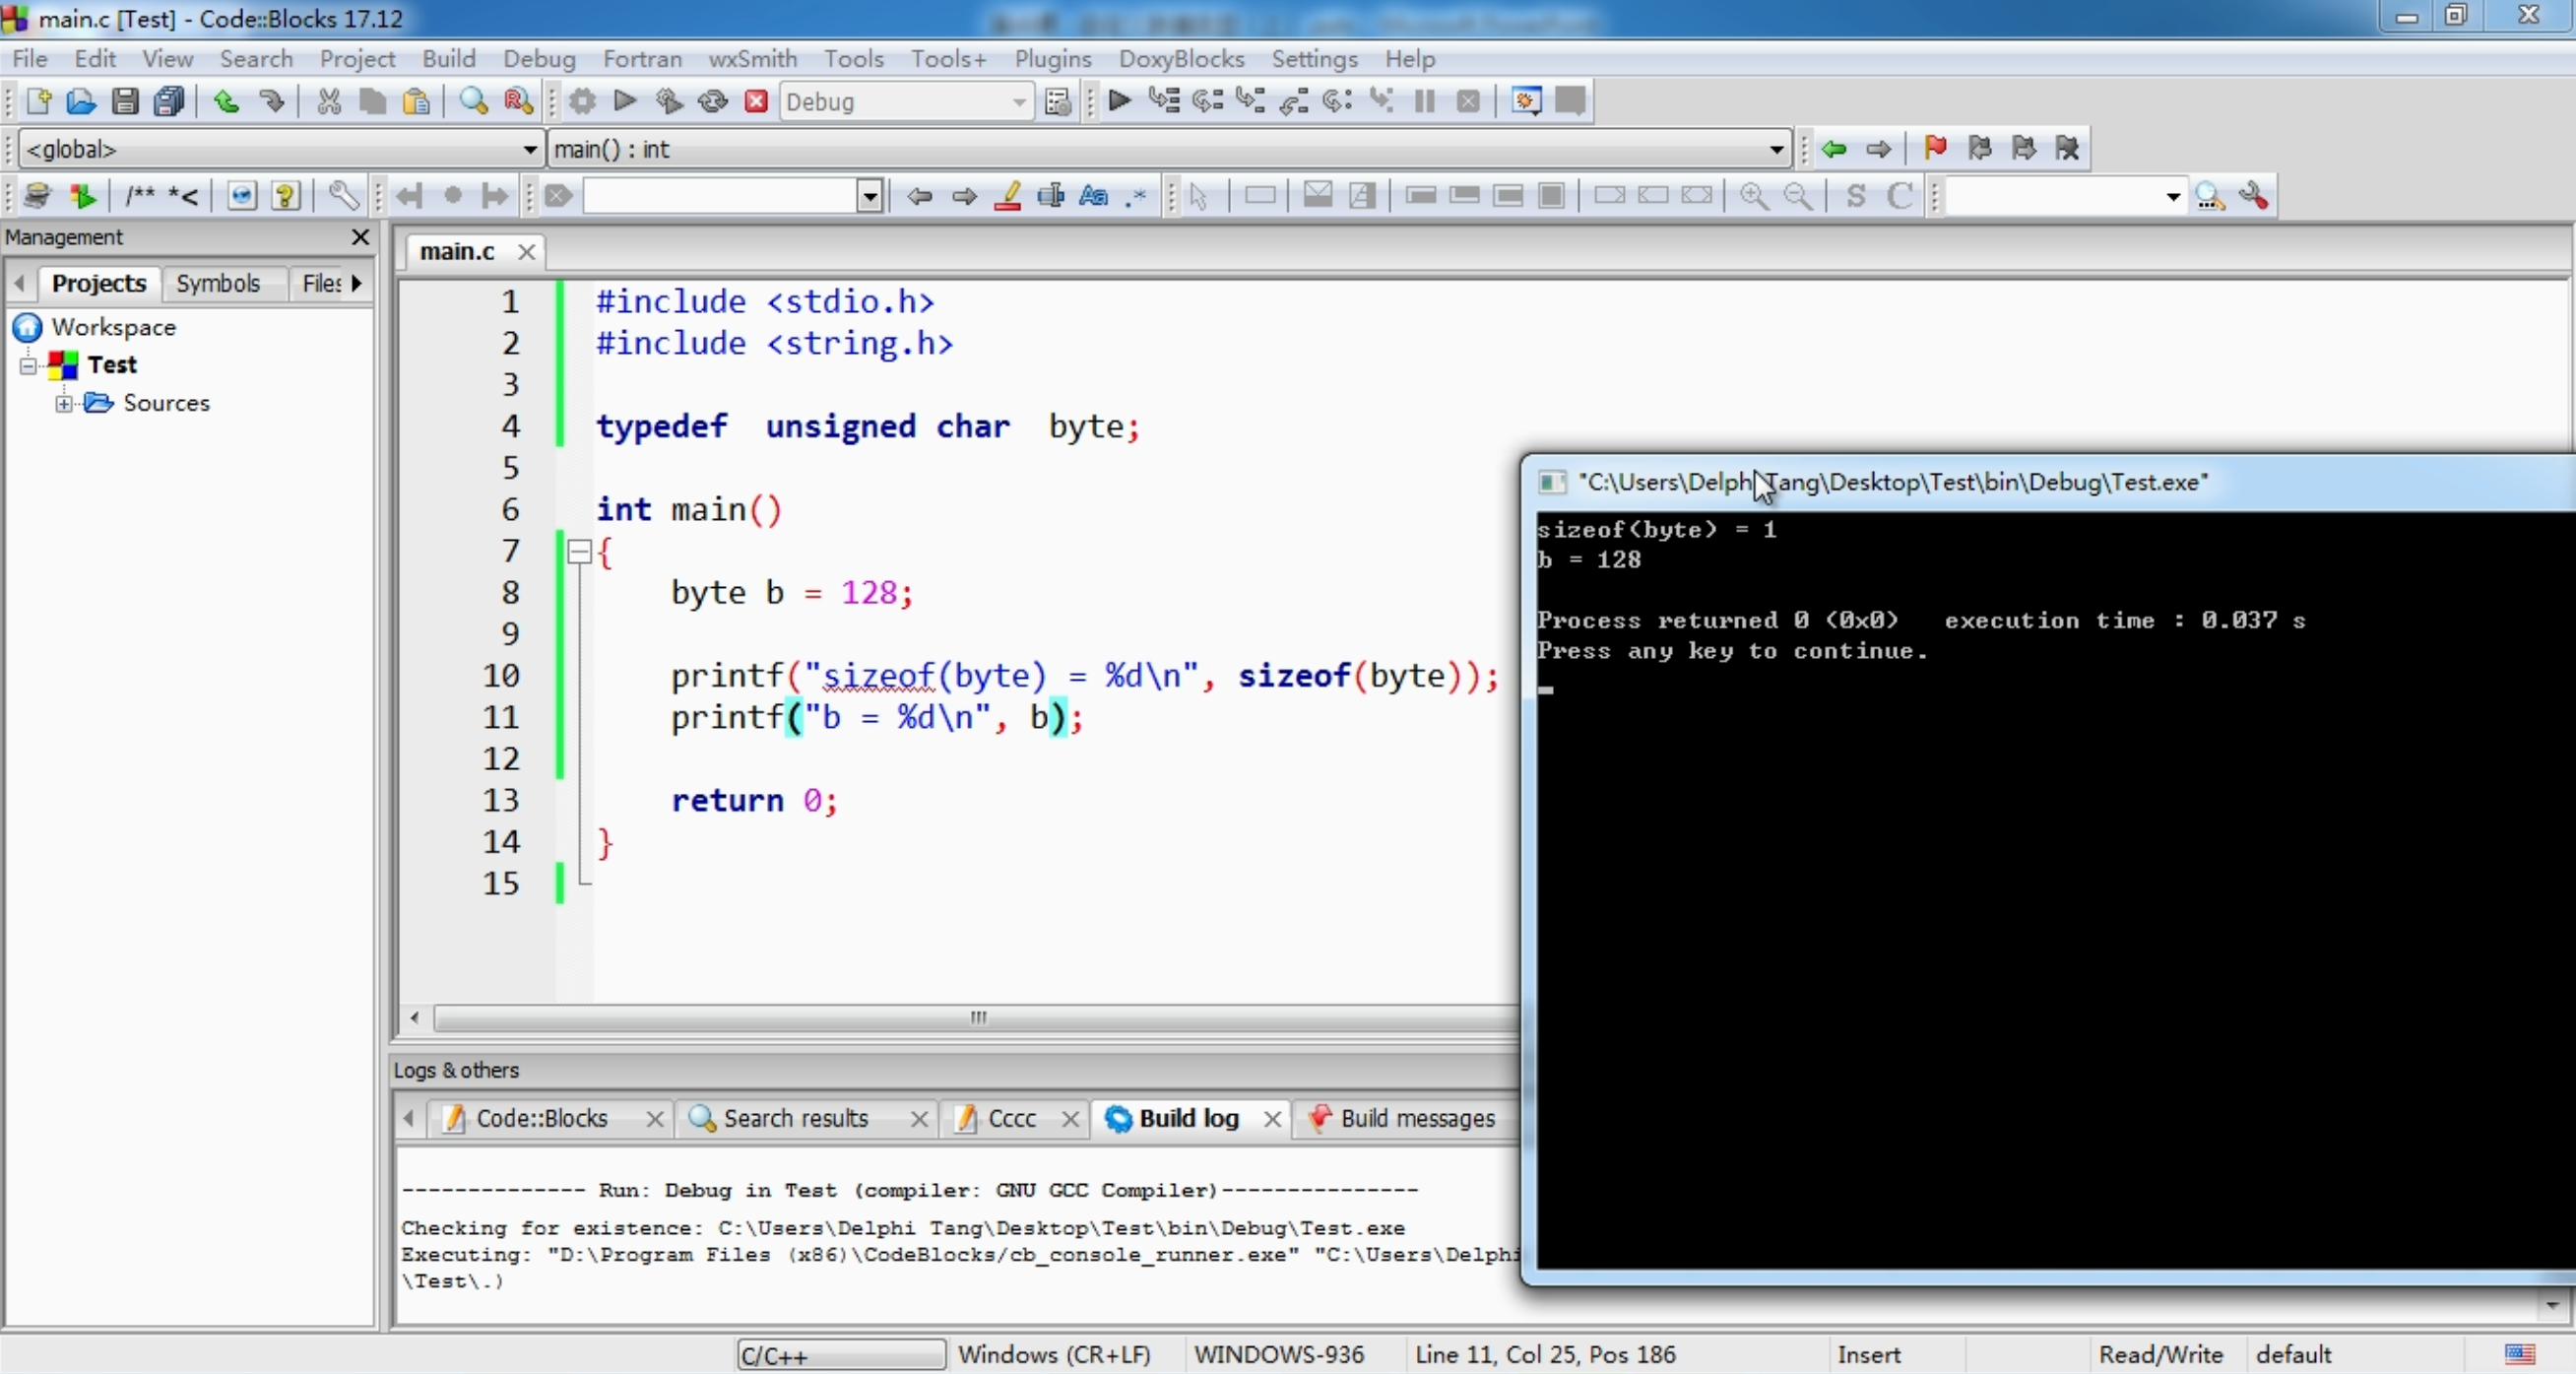 main.c [Test] - Code::Blocks 17.12
File Edit View Search Project Build Debug Fortran wxSmith Tools Tools+ Plugins DoxyBlocks Settings Help
Debug
<global> main() : int
/** *<
Aa .* S C
Management
main.c
Projects Symbols Files
Workspace
Test
Sources
1 #include <stdio.h>
2 #include <string.h>
3
4 typedef  unsigned char  byte;
5
6 int main()
7 {
8     byte b = 128;
9
10     printf("sizeof(byte) = %d\n", sizeof(byte));
11     printf("b = %d\n", b);
12
13     return 0;
14 }
15
"C:\Users\Delphi Tang\Desktop\Test\bin\Debug\Test.exe"
sizeof(byte) = 1
b = 128
Process returned 0 (0x0)   execution time : 0.037 s
Press any key to continue.
Logs & others
Code::Blocks Search results Cccc Build log Build messages
-------------- Run: Debug in Test (compiler: GNU GCC Compiler)---------------
Checking for existence: C:\Users\Delphi Tang\Desktop\Test\bin\Debug\Test.exe
Executing: "D:\Program Files (x86)\CodeBlocks/cb_console_runner.exe" "C:\Users\Delphi
\Test\.)
C/C++ Windows (CR+LF) WINDOWS-936 Line 11, Col 25, Pos 186 Insert Read/Write default